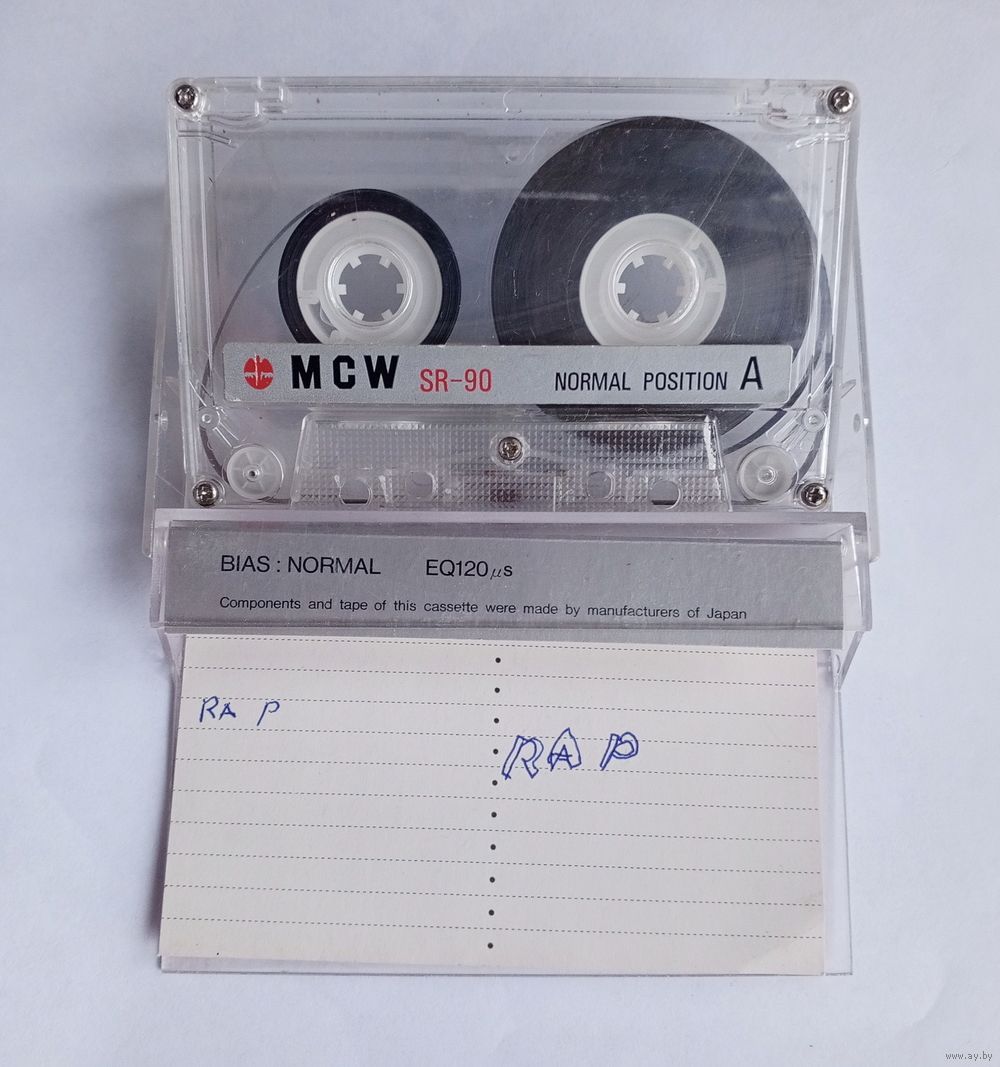 MCW SR-90 NORMAL POSITION A
BIAS : NORMAL EQ120μs
Components and tape of this cassette were made by manufacturers of Japan
RA P
RAP
www.ay.by